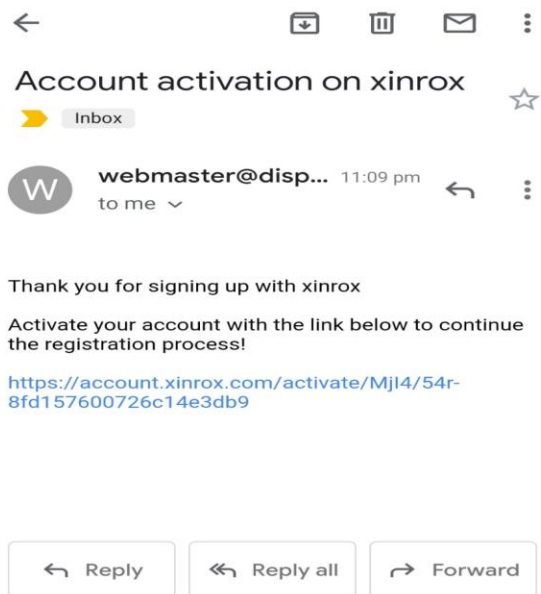 Account activation on xinrox
Inbox
W
webmaster@disp... 11:09 pm
to me
Thank you for signing up with xinrox
Activate your account with the link below to continue
the registration process!
https://account.xinrox.com/activate/MjI4/54r-
8fd157600726c14e3db9
Reply
Reply all
Forward